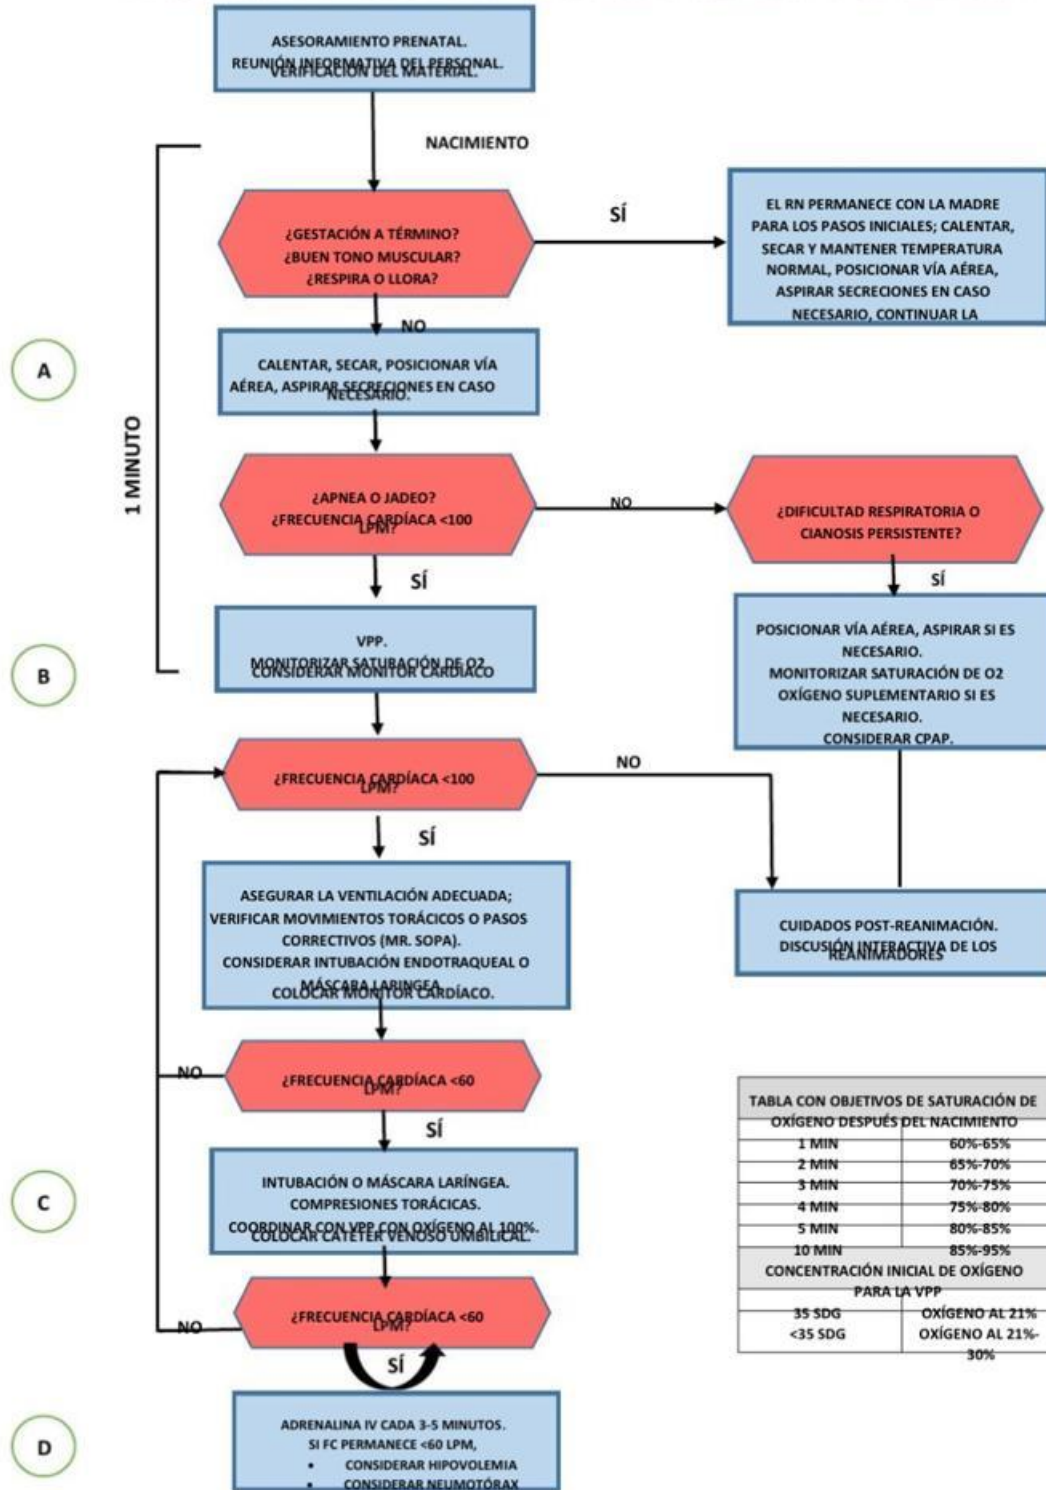 ASESORAMIENTO PRENATAL.
REUNIÓN INFORMATIVA DEL PERSONAL.
VERIFICACIÓN DEL MATERIAL.
NACIMIENTO
¿GESTACIÓN A TÉRMINO?
¿BUEN TONO MUSCULAR?
¿RESPIRA O LLORA?
SÍ
EL RN PERMANECE CON LA MADRE
PARA LOS PASOS INICIALES; CALENTAR,
SECAR Y MANTENER TEMPERATURA
NORMAL, POSICIONAR VÍA AÉREA,
ASPIRAR SECRECIONES EN CASO
NECESARIO, CONTINUAR LA
NO
A
CALENTAR, SECAR, POSICIONAR VÍA
AÉREA, ASPIRAR SECRECIONES EN CASO
NECESARIO.
1 MINUTO
¿APNEA O JADEO?
¿FRECUENCIA CARDÍACA <100
LPM?
NO
¿DIFICULTAD RESPIRATORIA O
CIANOSIS PERSISTENTE?
SÍ
SÍ
B
VPP.
MONITORIZAR SATURACIÓN DE O2
CONSIDERAR MONITOR CARDÍACO
POSICIONAR VÍA AÉREA, ASPIRAR SI ES
NECESARIO.
MONITORIZAR SATURACIÓN DE O2
OXÍGENO SUPLEMENTARIO SI ES
NECESARIO.
CONSIDERAR CPAP.
¿FRECUENCIA CARDÍACA <100
LPM?
NO
SÍ
ASEGURAR LA VENTILACIÓN ADECUADA;
VERIFICAR MOVIMIENTOS TORÁCICOS O PASOS
CORRECTIVOS (MR. SOPA).
CONSIDERAR INTUBACIÓN ENDOTRAQUEAL O
MÁSCARA LARINGEA
COLOCAR MONITOR CARDÍACO.
CUIDADOS POST-REANIMACIÓN.
DISCUSIÓN INTERACTIVA DE LOS
REANIMADORES
¿FRECUENCIA CARDÍACA <60
LPM?
NO
SÍ
C
INTUBACIÓN O MÁSCARA LARÍNGEA.
COMPRESIONES TORÁCICAS.
COORDINAR CON VPP CON OXÍGENO AL 100%.
COLOCAR CATÉTER VENOSO UMBILICAL.
¿FRECUENCIA CARDÍACA <60
LPM?
NO
SÍ
D
ADRENALINA IV CADA 3-5 MINUTOS.
SI FC PERMANECE <60 LPM,
• CONSIDERAR HIPOVOLEMIA
• CONSIDERAR NEUMOTÓRAX
TABLA CON OBJETIVOS DE SATURACIÓN DE
OXÍGENO DESPUÉS DEL NACIMIENTO
1 MIN 60%-65%
2 MIN 65%-70%
3 MIN 70%-75%
4 MIN 75%-80%
5 MIN 80%-85%
10 MIN 85%-95%
CONCENTRACIÓN INICIAL DE OXÍGENO
PARA LA VPP
35 SDG OXÍGENO AL 21%
<35 SDG OXÍGENO AL 21%-
30%